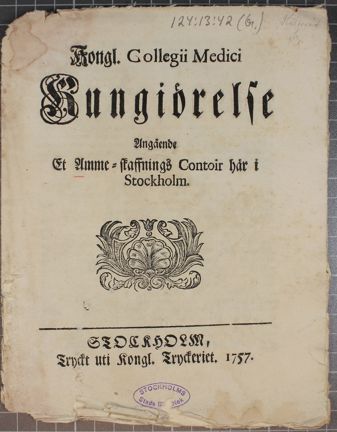 124:13:42 (Gr.)
Kongl. Collegii Medici
Kungiörelse
Angående
Et Amme-skaffnings Contoir här i
Stockholm.
STOCKHOLM,
Tryckt uti Kongl. Tryckeriet. 1757.
STOCKHOLMS